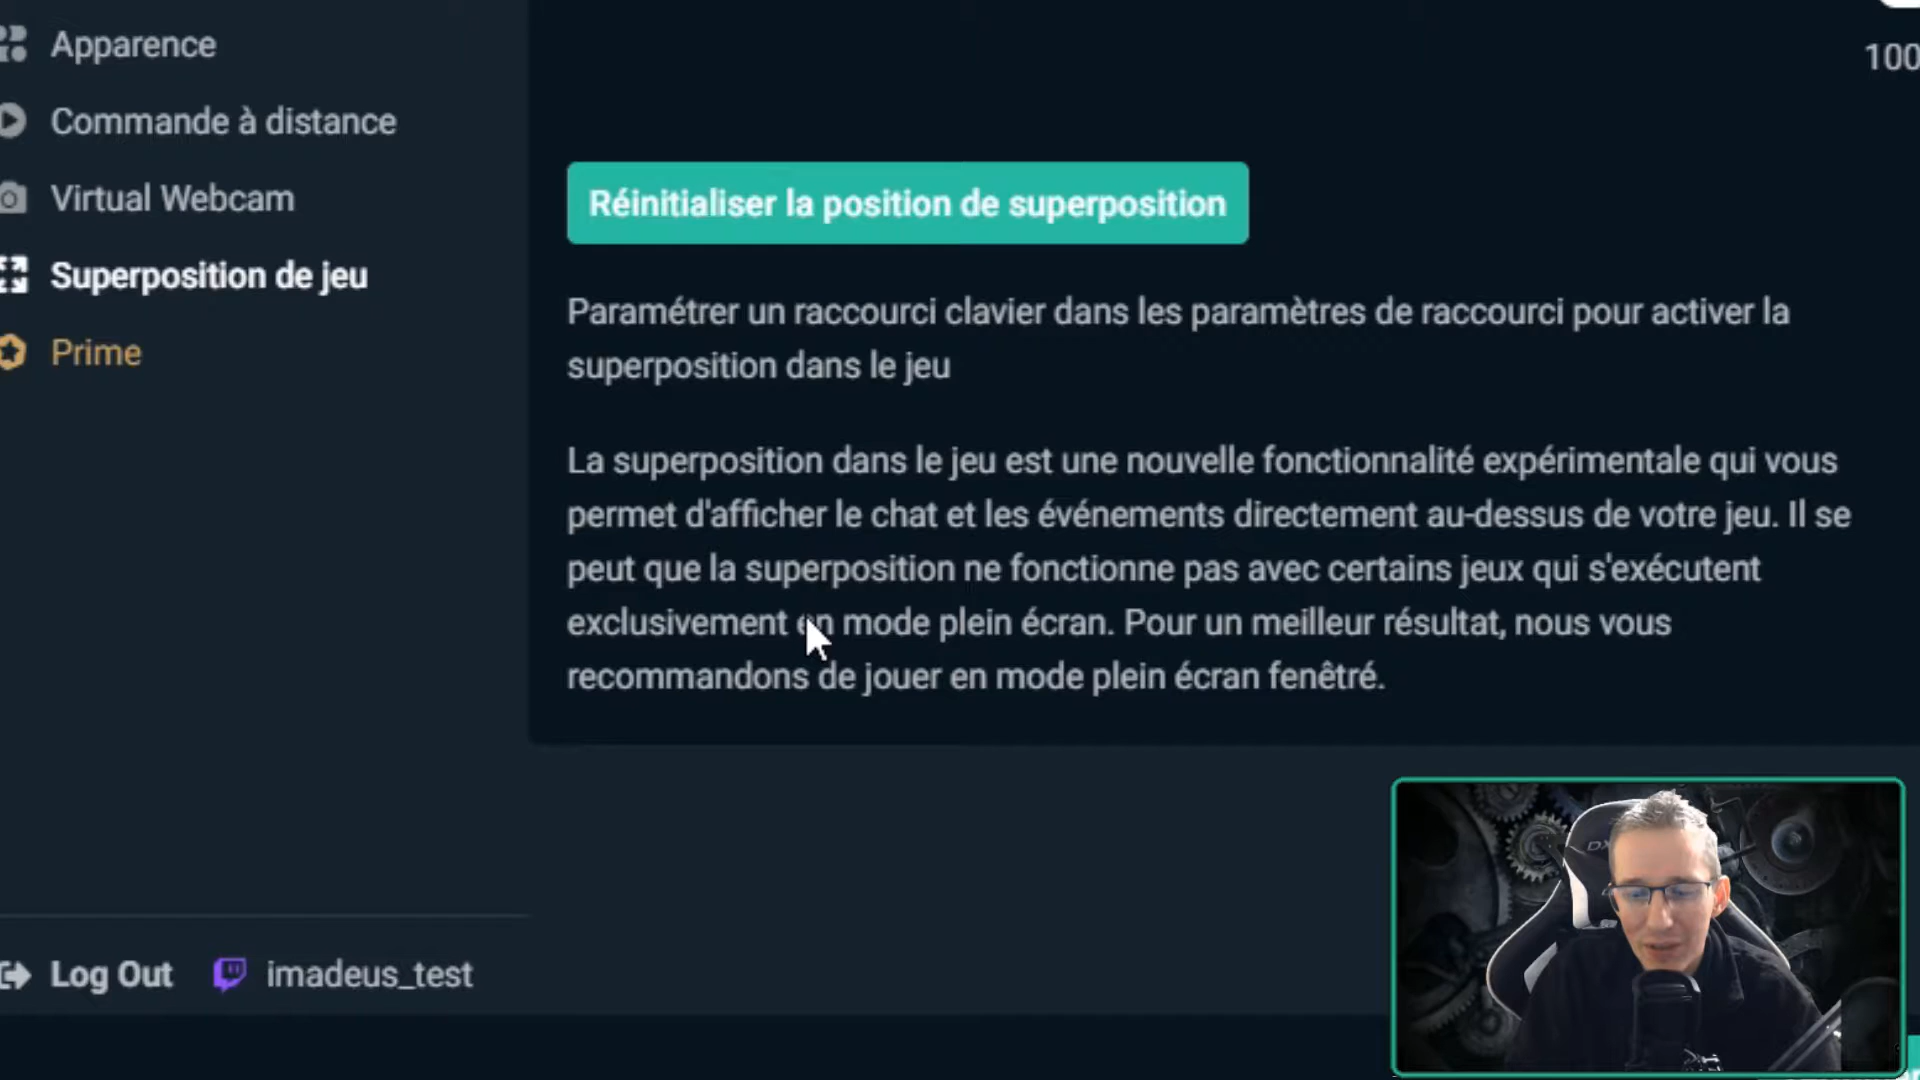 Apparence
100
Commande à distance
Virtual Webcam
Réinitialiser la position de superposition
Superposition de jeu
Paramétrer un raccourci clavier dans les paramètres de raccourci pour activer la
superposition dans le jeu
Prime
La superposition dans le jeu est une nouvelle fonctionnalité expérimentale qui vous
permet d'afficher le chat et les événements directement au-dessus de votre jeu. Il se
peut que la superposition ne fonctionne pas avec certains jeux qui s'exécutent
exclusivement en mode plein écran. Pour un meilleur résultat, nous vous
recommandons de jouer en mode plein écran fenêtré.
Log Out
imadeus_test